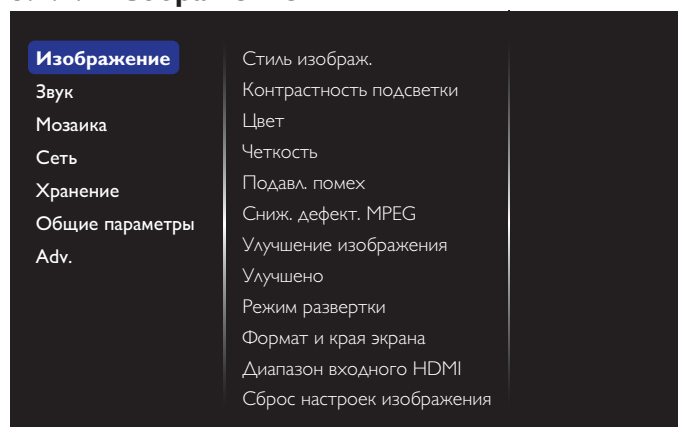 Изображение
Звук
Мозаика
Сеть
Хранение
Общие параметры
Adv.
Стиль изображ.
Контрастность подсветки
Цвет
Четкость
Подавл. помех
Сниж. дефект. MPEG
Улучшение изображения
Улучшено
Режим развертки
Формат и края экрана
Диапазон входного HDMI
Сброс настроек изображения